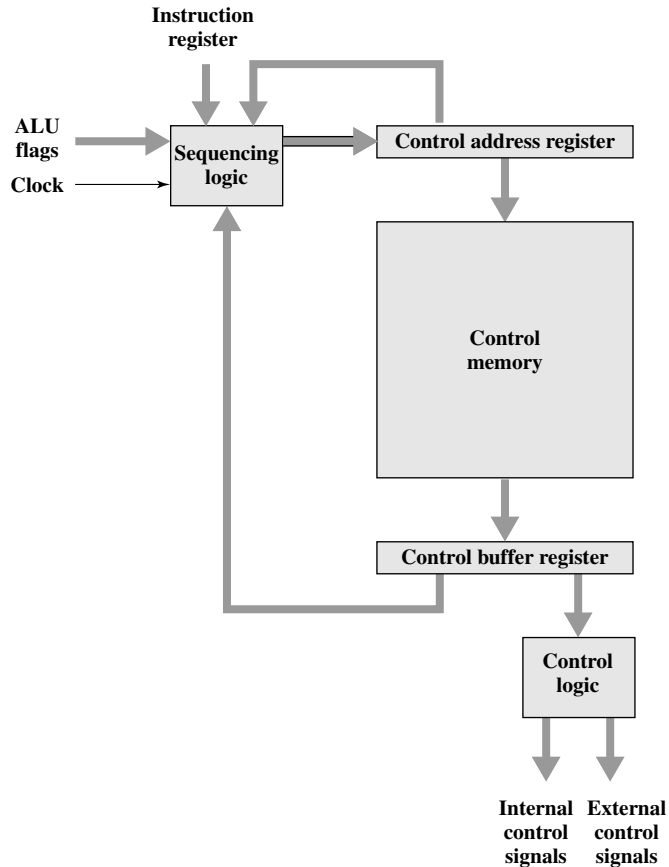 Instruction
register
ALU
flags
Clock
Sequencing
logic
Control address register
Control
memory
Control buffer register
Control
logic
Internal
control
signals
External
control
signals